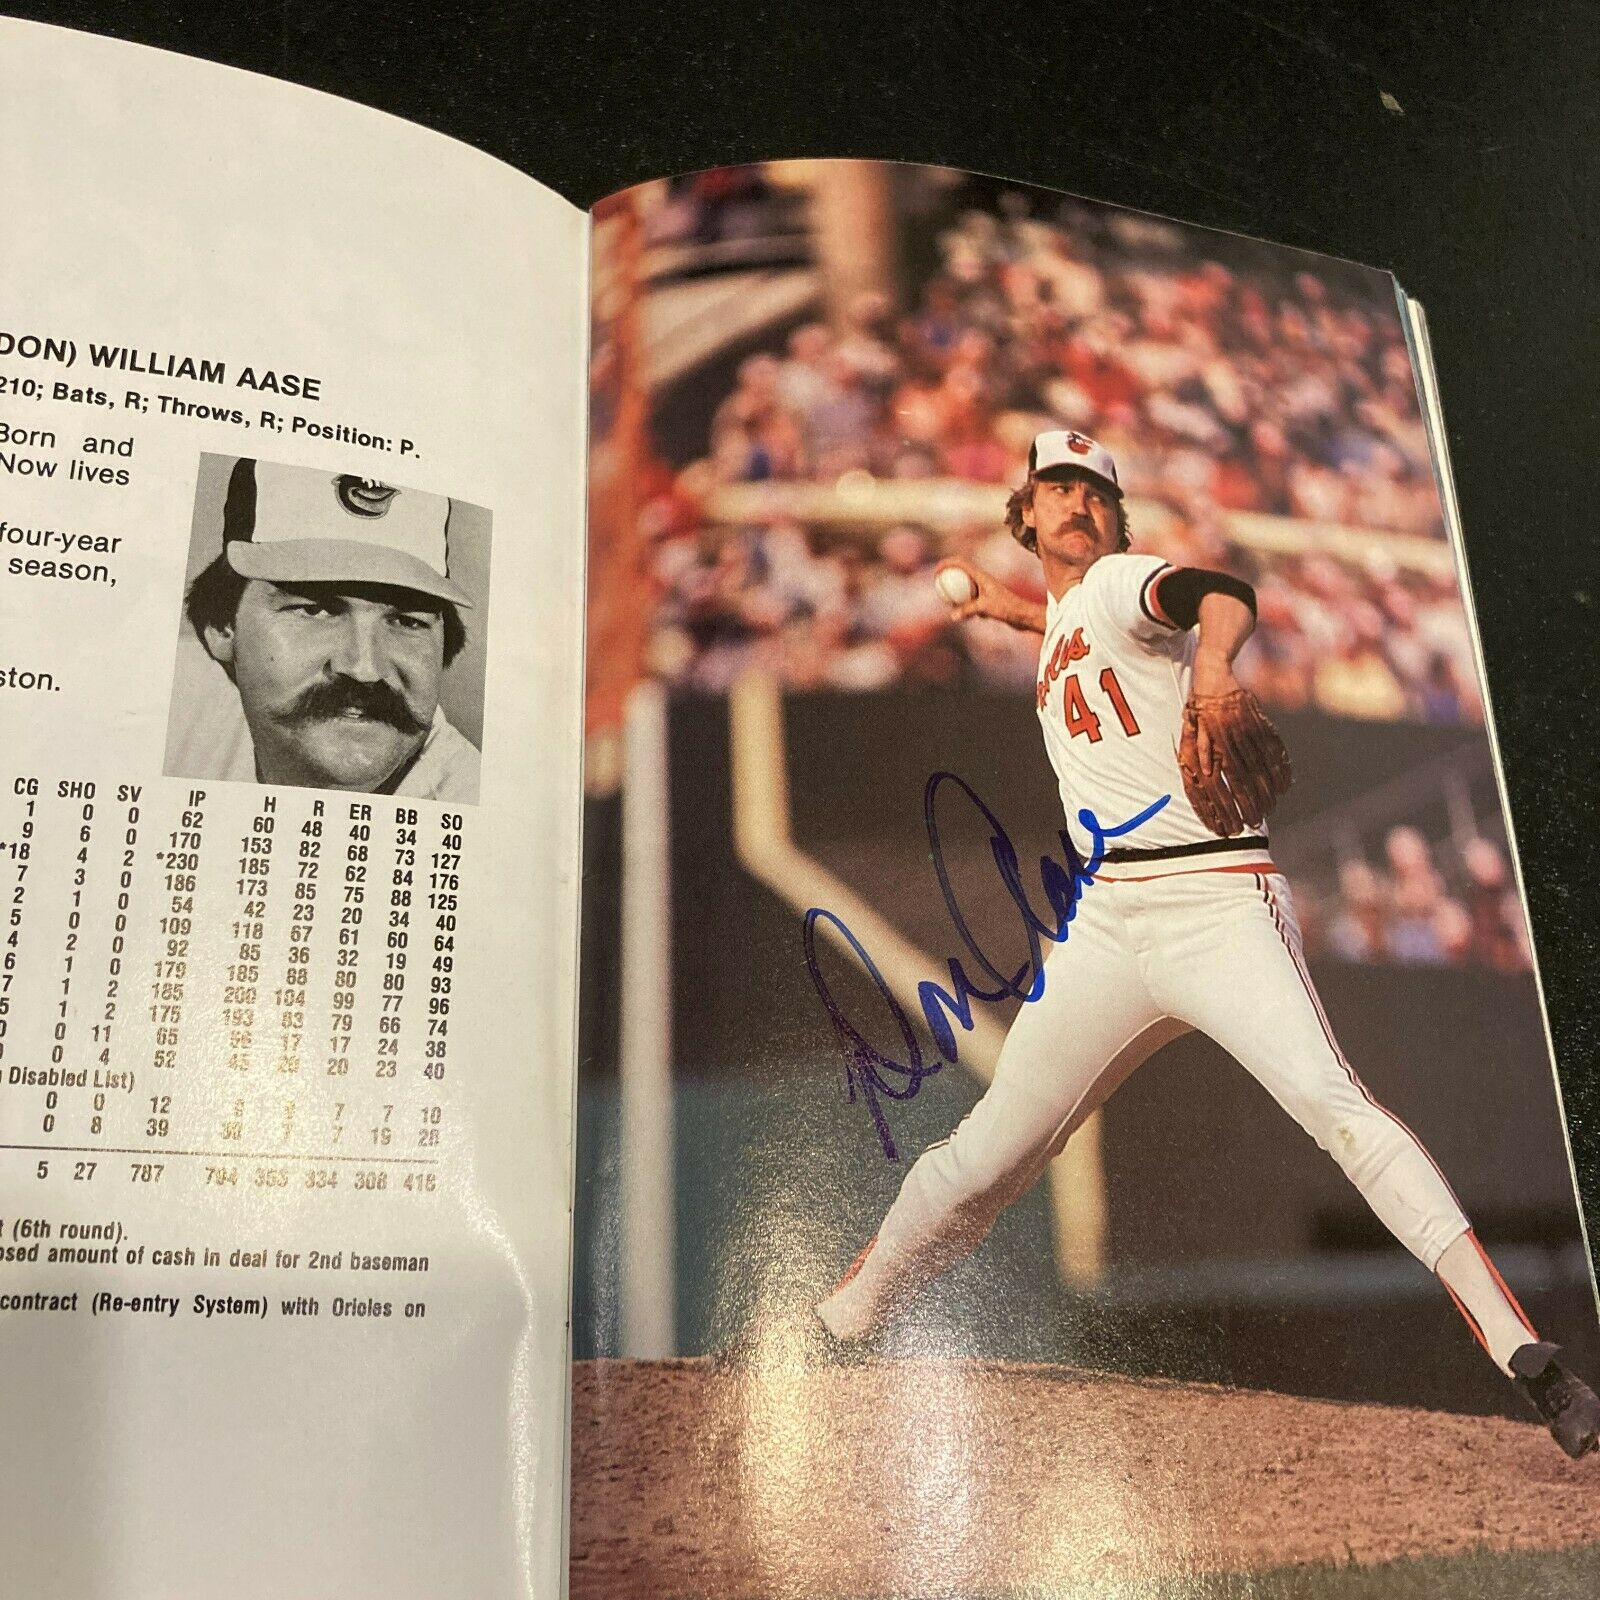 DON) WILLIAM AASE
210; Bats, R; Throws, R; Position: P.
Born and
Now lives
four-year
season,
ston.
CG SHO SV IP H R ER BB SO
1 0 0 62 60 48 40 34 40
9 6 0 170 153 82 68 73 127
*18 4 2 *230 185 72 62 84 176
7 3 0 186 173 85 75 88 125
2 1 0 54 42 23 20 34 40
5 0 0 109 118 67 61 60 64
4 2 0 92 85 36 32 19 49
6 1 0 179 185 88 80 80 93
7 1 2 185 200 104 99 77 96
5 1 2 175 193 83 79 66 74
0 0 11 65 56 17 17 24 38
0 4 52 45 20 20 23 40
Disabled List)
0 0 12 7 7 10
0 8 39 30 7 7 19 28
5 27 787 794 353 334 308 418
(6th round).
osed amount of cash in deal for 2nd baseman
contract (Re-entry System) with Orioles on
41
Don Aase